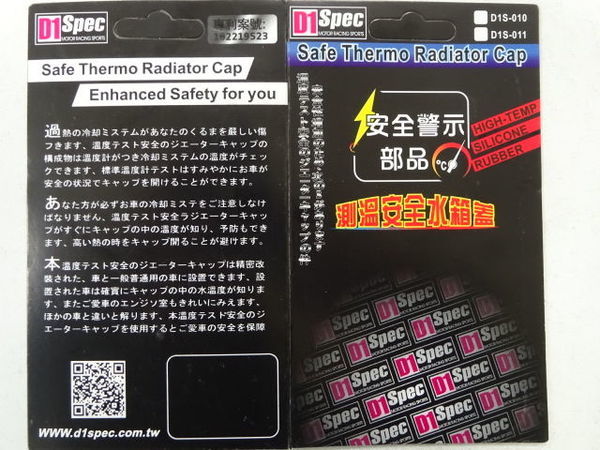 D1 Spec
MOTOR RACING SPORTS
專利案號:
Safe Thermo Radiator Cap
Enhanced Safety for you
過熱の冷却ミステムがあなたのくるまを厳しい傷
つきます、温度テスト安全のジエーターキャップの
構成物は温度計がつき冷却ミステムの温度がチェッ
クできます、標準温度計テストはすみやかにお車が
安全の状況でキャップを開けることができます。
あなた方が必ずお車の冷却ミステをご注意しなけ
ばなりません、温度テスト安全ラジエーターキャッ
プがすぐにキャップの中の温度が知り、予防もでき
ます、高い熱の時をキャップ開ることが避けます。
本温度テスト安全のジエーターキャップは精密改
装された、車と一般普通用の車に設置できます、設
置された車は確実にキャップの中の水温度が知りま
す、またご愛車のエンジソ室もきれいにみえます、
ほかの車と違いと解ります、本温度テスト安全のジ
エーターキャップを使用するとご愛車の安全を保障
WWW.d1spec.com.tw
D1 Spec
MOTOR RACING SPORTS
D1S-010
D1S-011
Safe Thermo Radiator Cap
安全警示
部品
°C
HIGH-TEMP
SILICONE
RUBBER
測溫安全水箱蓋
D1 Spec
MOTOR RACING SPORTS